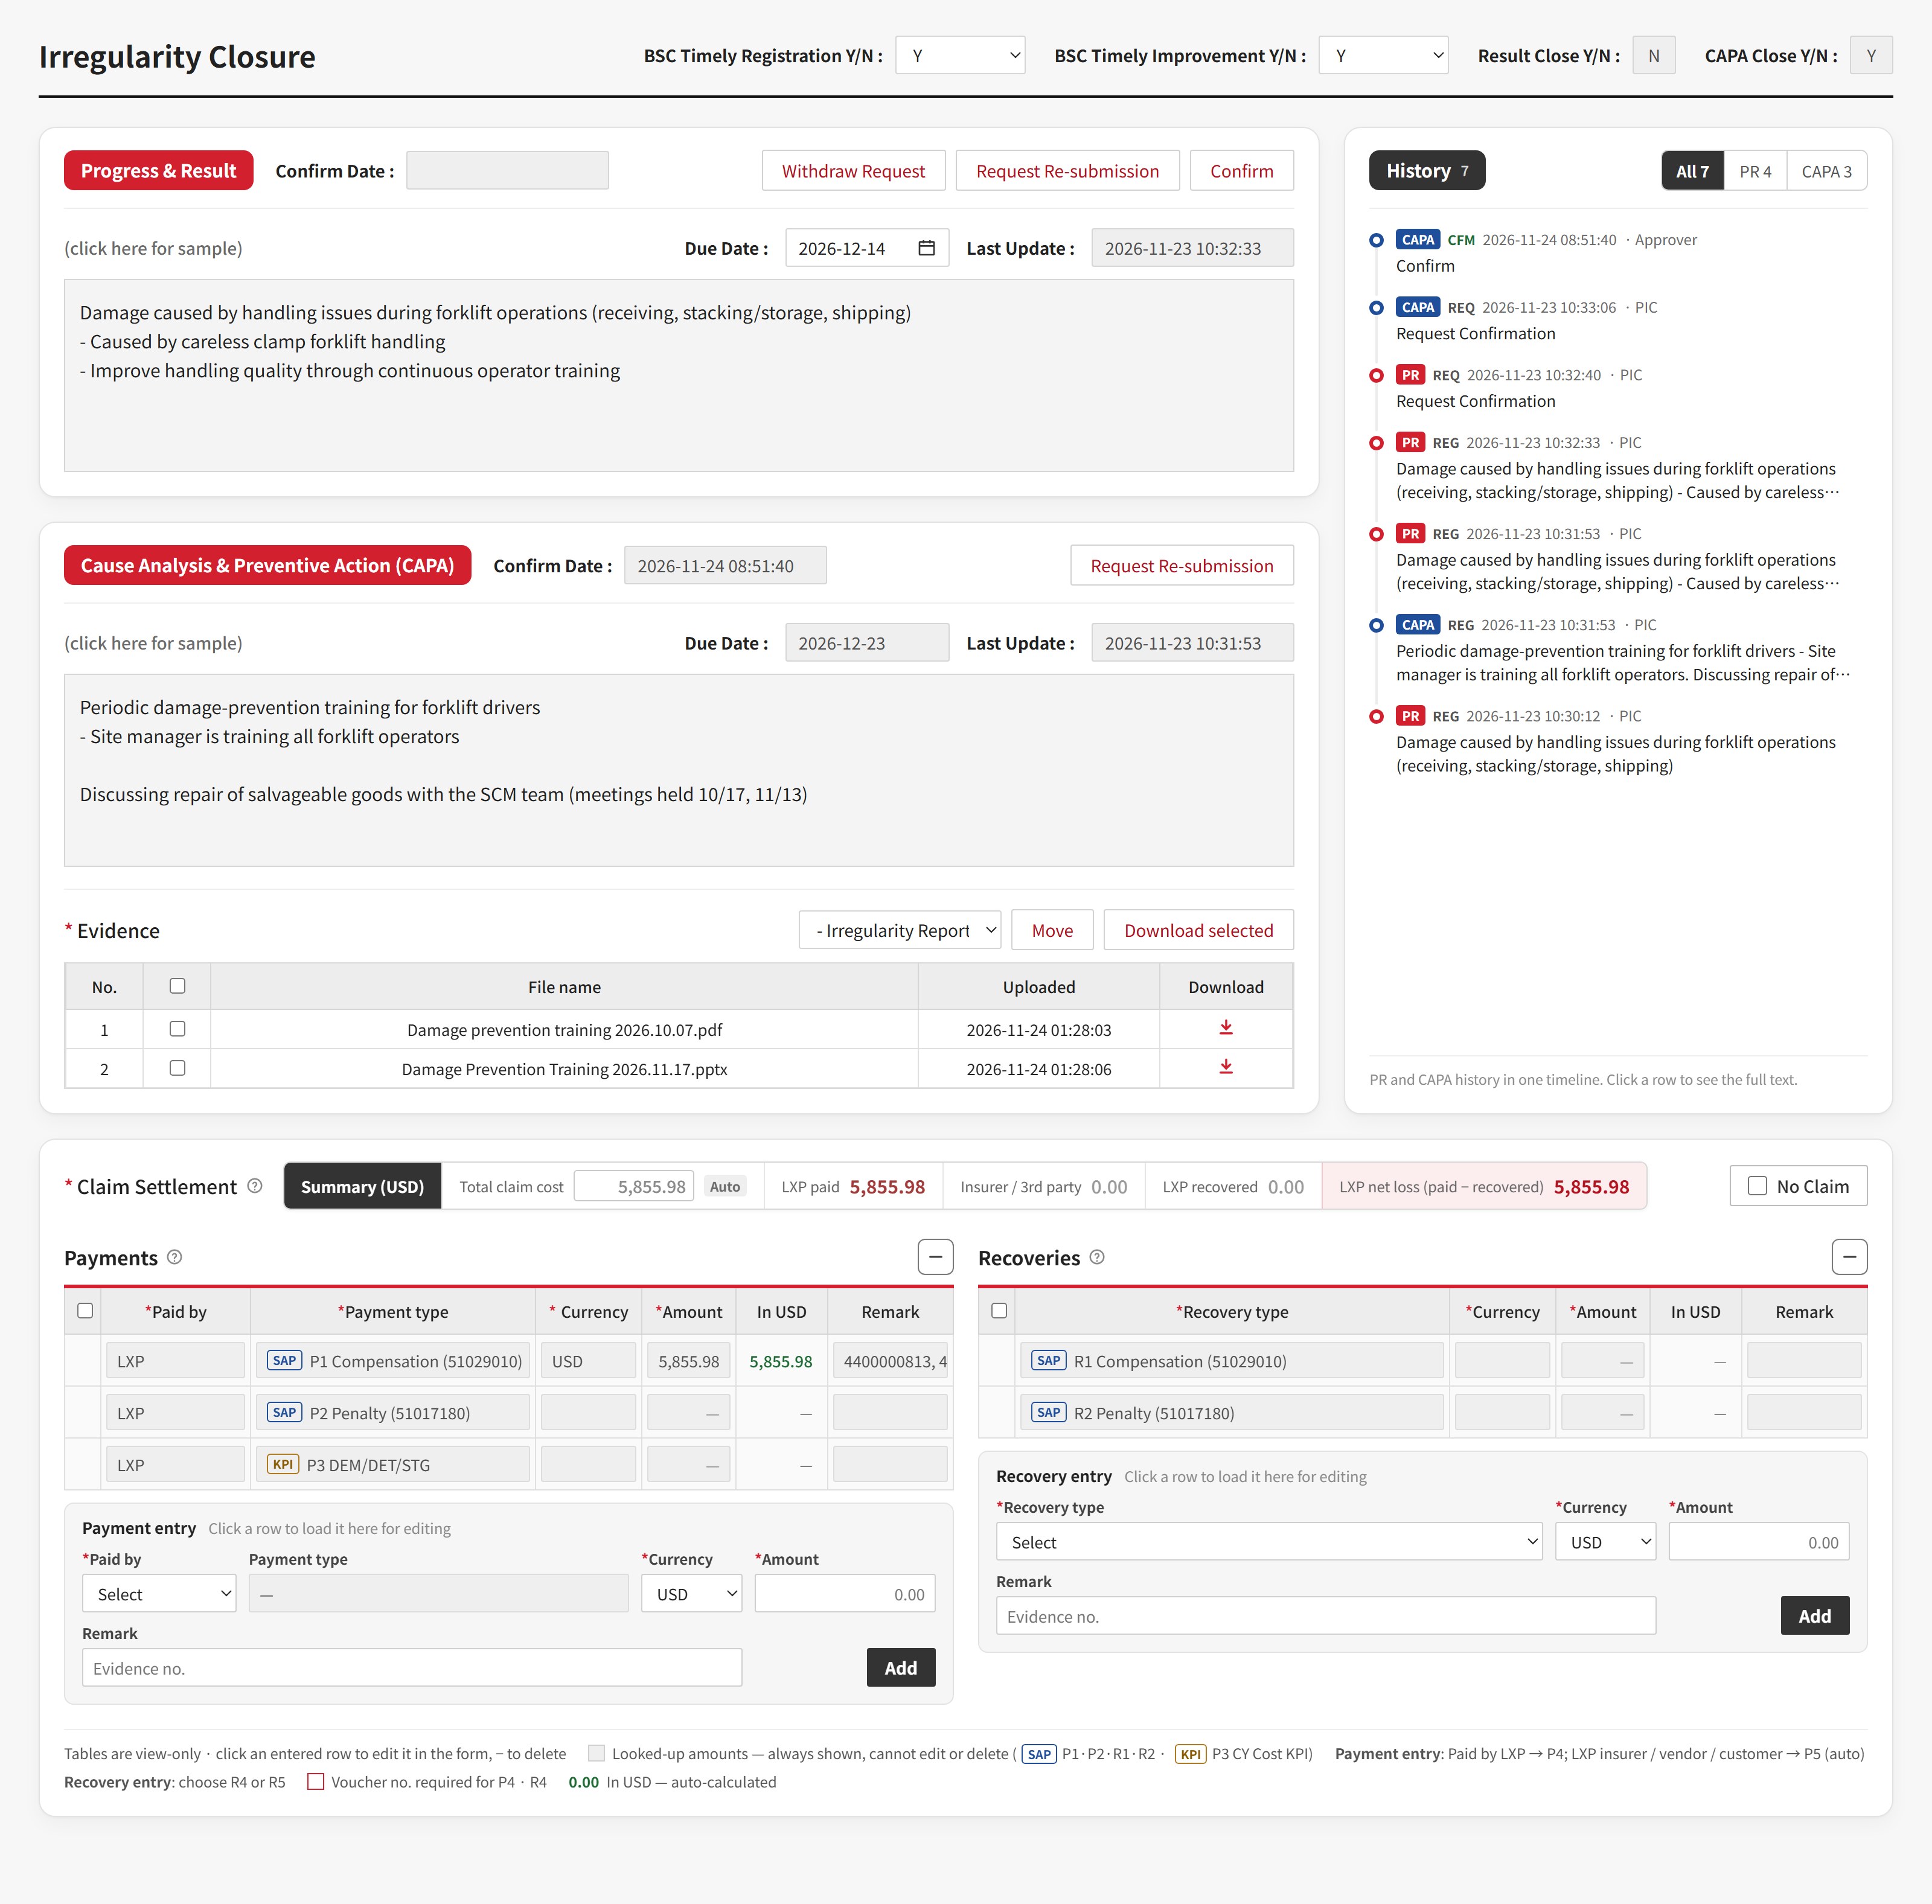 Irregularity Closure
BSC Timely Registration Y/N : Y
BSC Timely Improvement Y/N : Y
Result Close Y/N : N
CAPA Close Y/N : Y
Progress & Result
Confirm Date :
Withdraw Request
Request Re-submission
Confirm
(click here for sample)
Due Date : 2026-12-14
Last Update : 2026-11-23 10:32:33
Damage caused by handling issues during forklift operations (receiving, stacking/storage, shipping)
- Caused by careless clamp forklift handling
- Improve handling quality through continuous operator training
Cause Analysis & Preventive Action (CAPA)
Confirm Date : 2026-11-24 08:51:40
Request Re-submission
(click here for sample)
Due Date : 2026-12-23
Last Update : 2026-11-23 10:31:53
Periodic damage-prevention training for forklift drivers
- Site manager is training all forklift operators
Discussing repair of salvageable goods with the SCM team (meetings held 10/17, 11/13)
* Evidence
- Irregularity Report
Move
Download selected
No. File name Uploaded Download
1 Damage prevention training 2026.10.07.pdf 2026-11-24 01:28:03
2 Damage Prevention Training 2026.11.17.pptx 2026-11-24 01:28:06
History 7
All 7 PR 4 CAPA 3
CAPA CFM 2026-11-24 08:51:40 · Approver
Confirm
CAPA REQ 2026-11-23 10:33:06 · PIC
Request Confirmation
PR REQ 2026-11-23 10:32:40 · PIC
Request Confirmation
PR REG 2026-11-23 10:32:33 · PIC
Damage caused by handling issues during forklift operations
(receiving, stacking/storage, shipping) - Caused by careless…
PR REG 2026-11-23 10:31:53 · PIC
Damage caused by handling issues during forklift operations
(receiving, stacking/storage, shipping) - Caused by careless…
CAPA REG 2026-11-23 10:31:53 · PIC
Periodic damage-prevention training for forklift drivers - Site
manager is training all forklift operators. Discussing repair of…
PR REG 2026-11-23 10:30:12 · PIC
Damage caused by handling issues during forklift operations
(receiving, stacking/storage, shipping)
PR and CAPA history in one timeline. Click a row to see the full text.
* Claim Settlement ?
Summary (USD)
Total claim cost 5,855.98 Auto
LXP paid 5,855.98
Insurer / 3rd party 0.00
LXP recovered 0.00
LXP net loss (paid − recovered) 5,855.98
No Claim
Payments ? −
*Paid by *Payment type * Currency *Amount In USD Remark
LXP SAP P1 Compensation (51029010) USD 5,855.98 5,855.98 4400000813, 4
LXP SAP P2 Penalty (51017180) — —
LXP KPI P3 DEM/DET/STG — —
Payment entry Click a row to load it here for editing
*Paid by Payment type *Currency *Amount
Select — USD 0.00
Remark
Evidence no.
Add
Recoveries ? −
*Recovery type *Currency *Amount In USD Remark
SAP R1 Compensation (51029010) — —
SAP R2 Penalty (51017180) — —
Recovery entry Click a row to load it here for editing
*Recovery type *Currency *Amount
Select USD 0.00
Remark
Evidence no.
Add
Tables are view-only · click an entered row to edit it in the form, − to delete Looked-up amounts — always shown, cannot edit or delete ( SAP P1·P2·R1·R2 · KPI P3 CY Cost KPI) Payment entry: Paid by LXP → P4; LXP insurer / vendor / customer → P5 (auto)
Recovery entry: choose R4 or R5 Voucher no. required for P4 · R4 0.00 In USD — auto-calculated